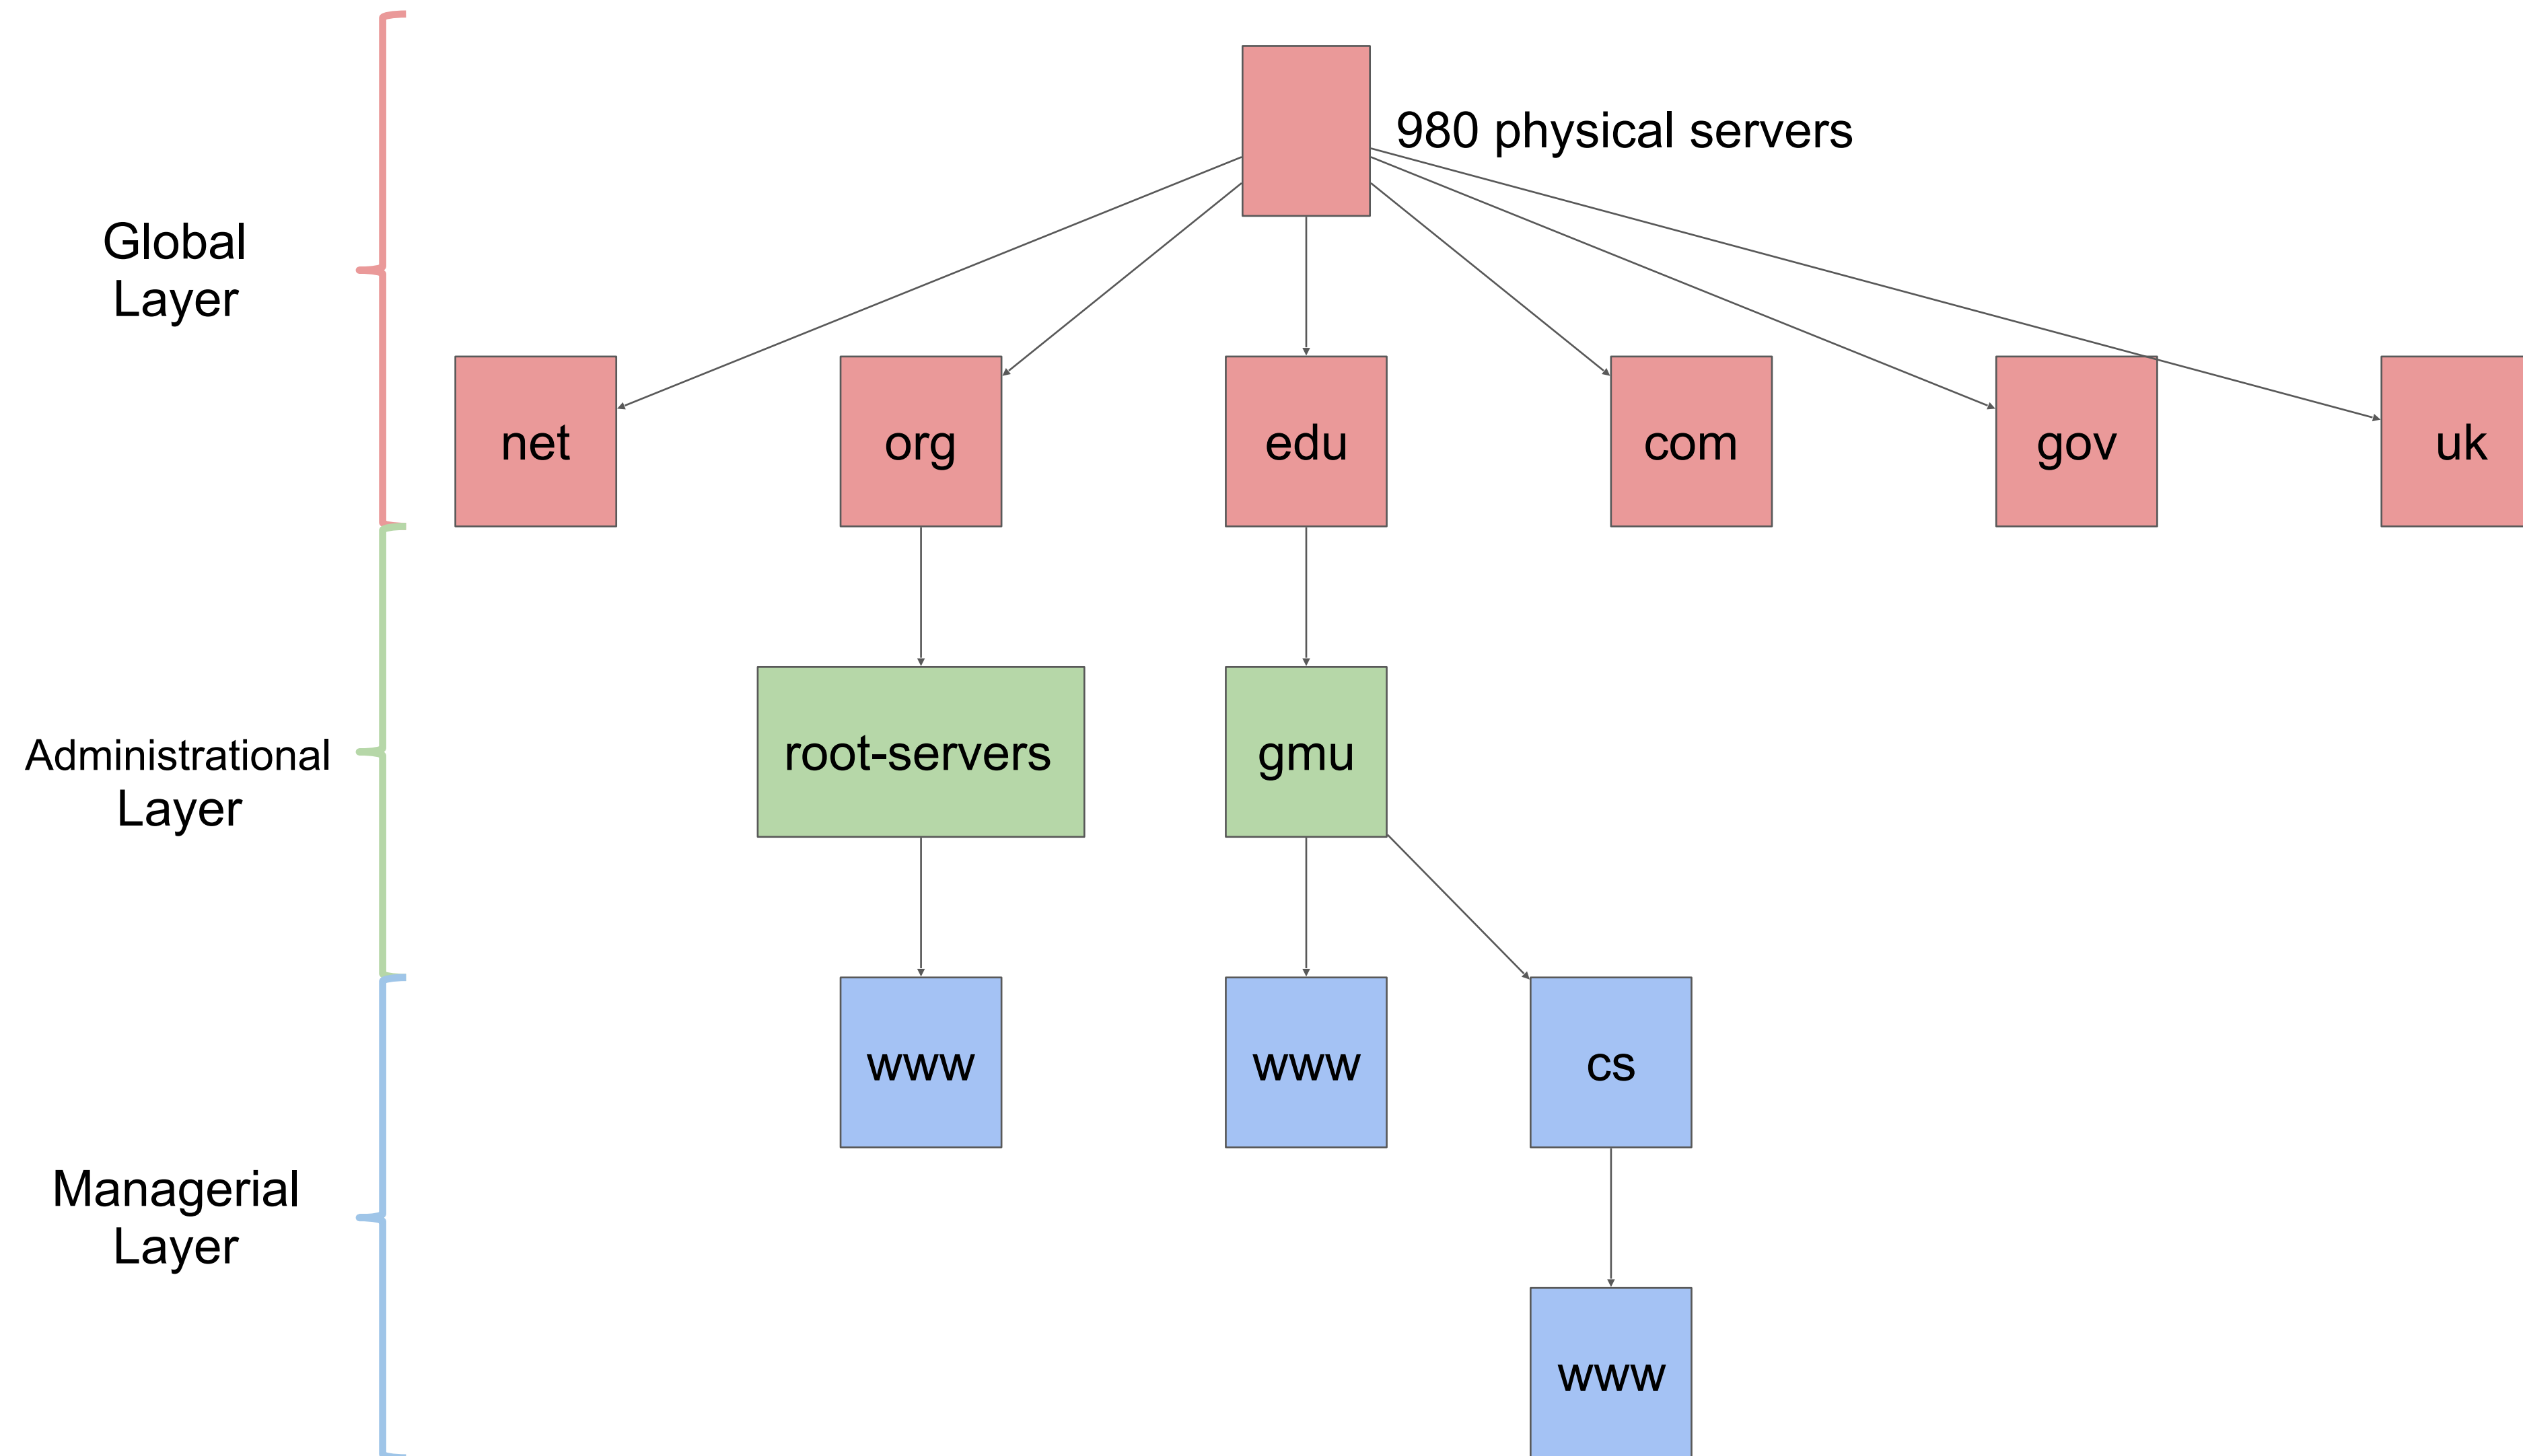 980 physical servers
Global
Layer
net
org
edu
com
gov
uk
Administrational
Layer
root-servers
gmu
www
www
cs
Managerial
Layer
www